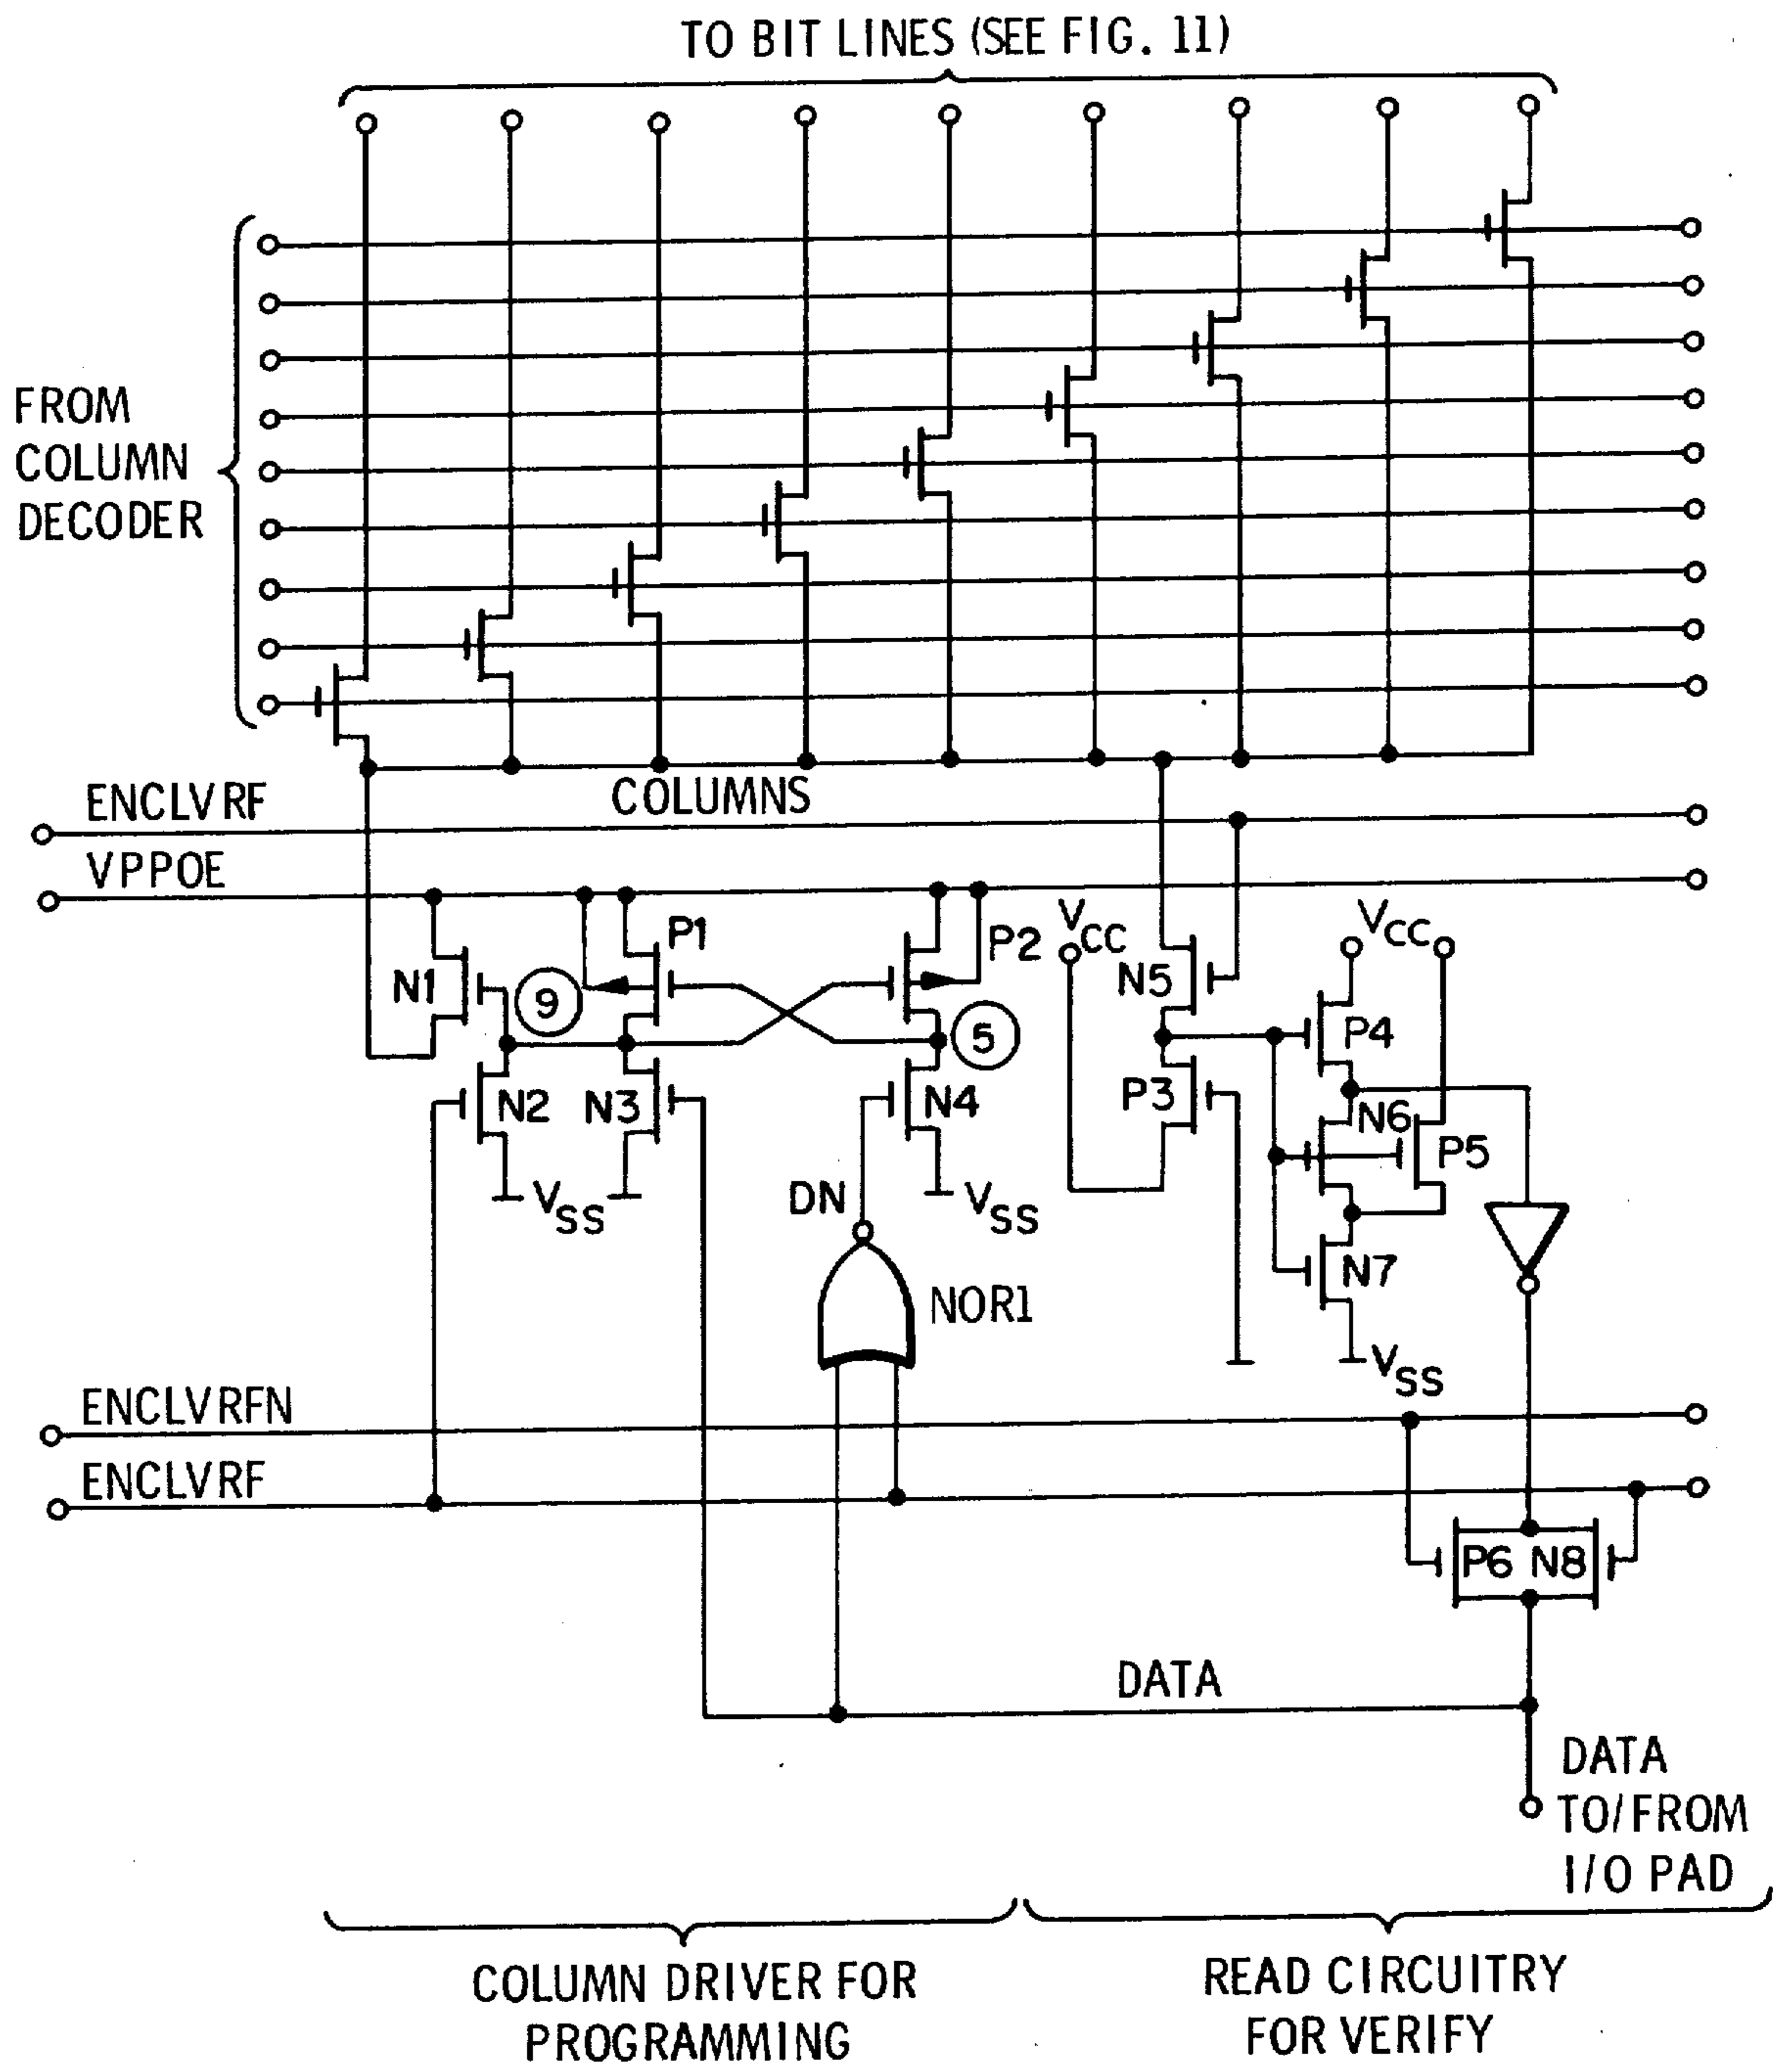 TO BIT LINES (SEE FIG. 11)
FROM
COLUMN
DECODER
COLUMNS
ENCLVRF
VPPOE
P1
P2
VCC
VCC
N1
9
N5
5
P4
N2
N3
N4
P3
N6
P5
DN
VSS
VSS
N7
NOR1
VSS
ENCLVRFN
ENCLVRF
P6 N8
DATA
DATA
TO/FROM
I/O PAD
COLUMN DRIVER FOR
PROGRAMMING
READ CIRCUITRY
FOR VERIFY